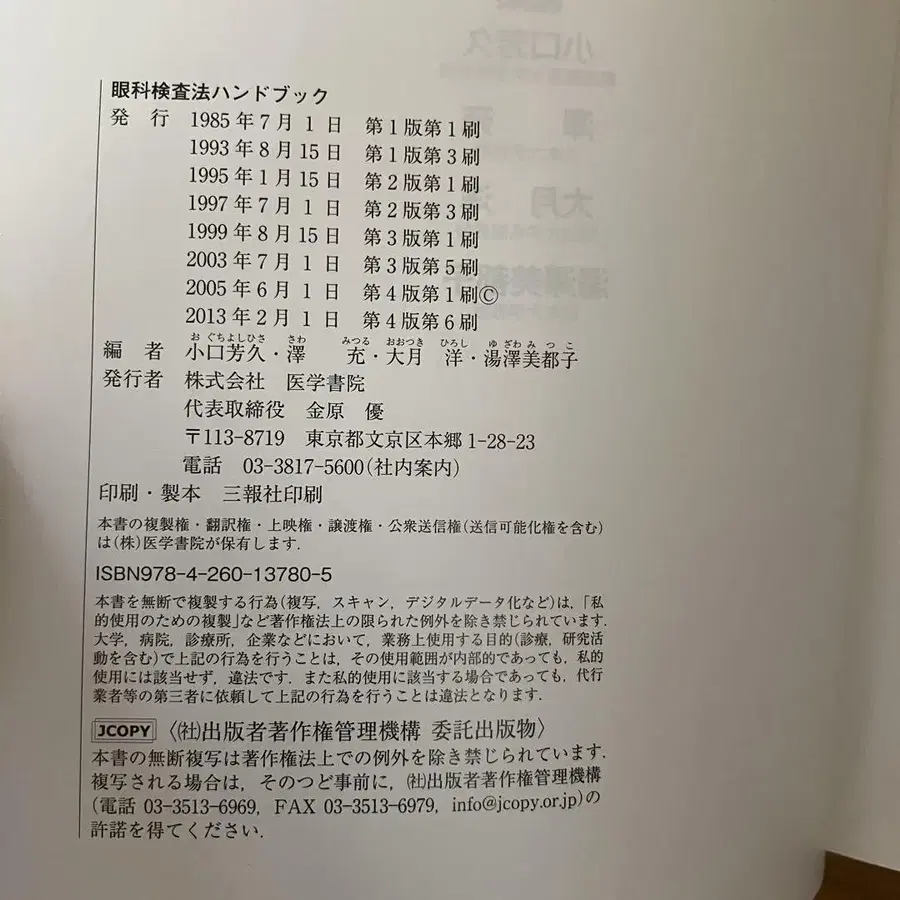 眼科検査法ハンドブック
発 行 1985年7月1日 第1版第1刷
1993年8月15日 第1版第3刷
1995年1月15日 第2版第1刷
1997年7月1日 第2版第3刷
1999年8月15日 第3版第1刷
2003年7月1日 第3版第5刷
2005年6月1日 第4版第1刷Ⓒ
2013年2月1日 第4版第6刷
お ぐちよしひさ さわ みつる おおつき ひろし ゆ ざわ み つ こ
編 者 小口芳久・澤 充・大月 洋・湯澤美都子
発行者 株式会社 医学書院
代表取締役 金原 優
〒113-8719 東京都文京区本郷1-28-23
電話 03-3817-5600(社内案内)
印刷・製本 三報社印刷
本書の複製権・翻訳権・上映権・譲渡権・公衆送信権(送信可能化権を含む)
は(株)医学書院が保有します.
ISBN978-4-260-13780-5
本書を無断で複製する行為(複写, スキャン, デジタルデータ化など)は,「私
的使用のための複製」など著作権法上の限られた例外を除き禁じられています.
大学, 病院, 診療所, 企業などにおいて, 業務上使用する目的(診療, 研究活
動を含む)で上記の行為を行うことは, その使用範囲が内部的であっても, 私的
使用には該当せず, 違法です. また私的使用に該当する場合であっても, 代行
業者等の第三者に依頼して上記の行為を行うことは違法となります.
JCOPY 〈㈳出版者著作権管理機構 委託出版物〉
本書の無断複写は著作権法上での例外を除き禁じられています.
複写される場合は, そのつど事前に, ㈳出版者著作権管理機構
(電話 03-3513-6969, FAX 03-3513-6979, info@jcopy.or.jp)の
許諾を得てください.